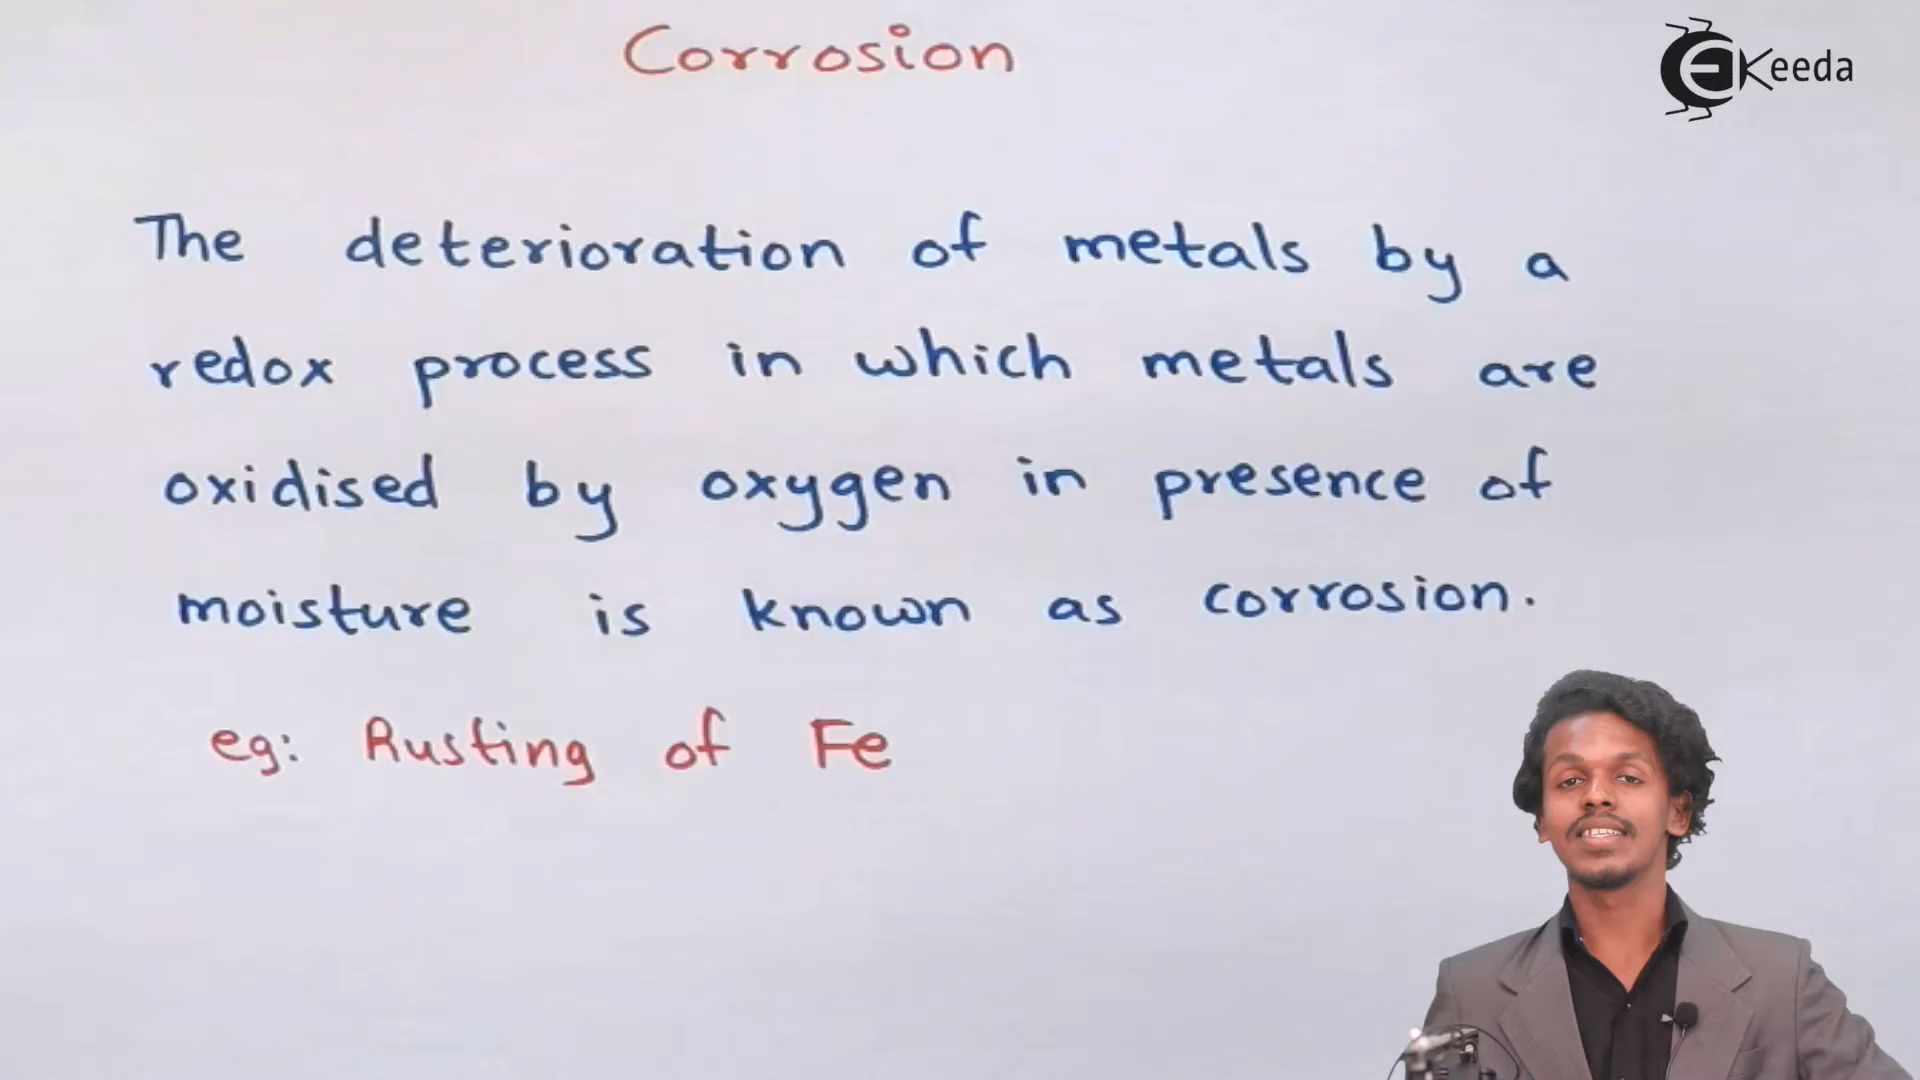 Corrosion
EKeeda
The deterioration of metals by a
redox process in which metals are
oxidised by oxygen in presence of
moisture is known as corrosion.
eg: Rusting of Fe